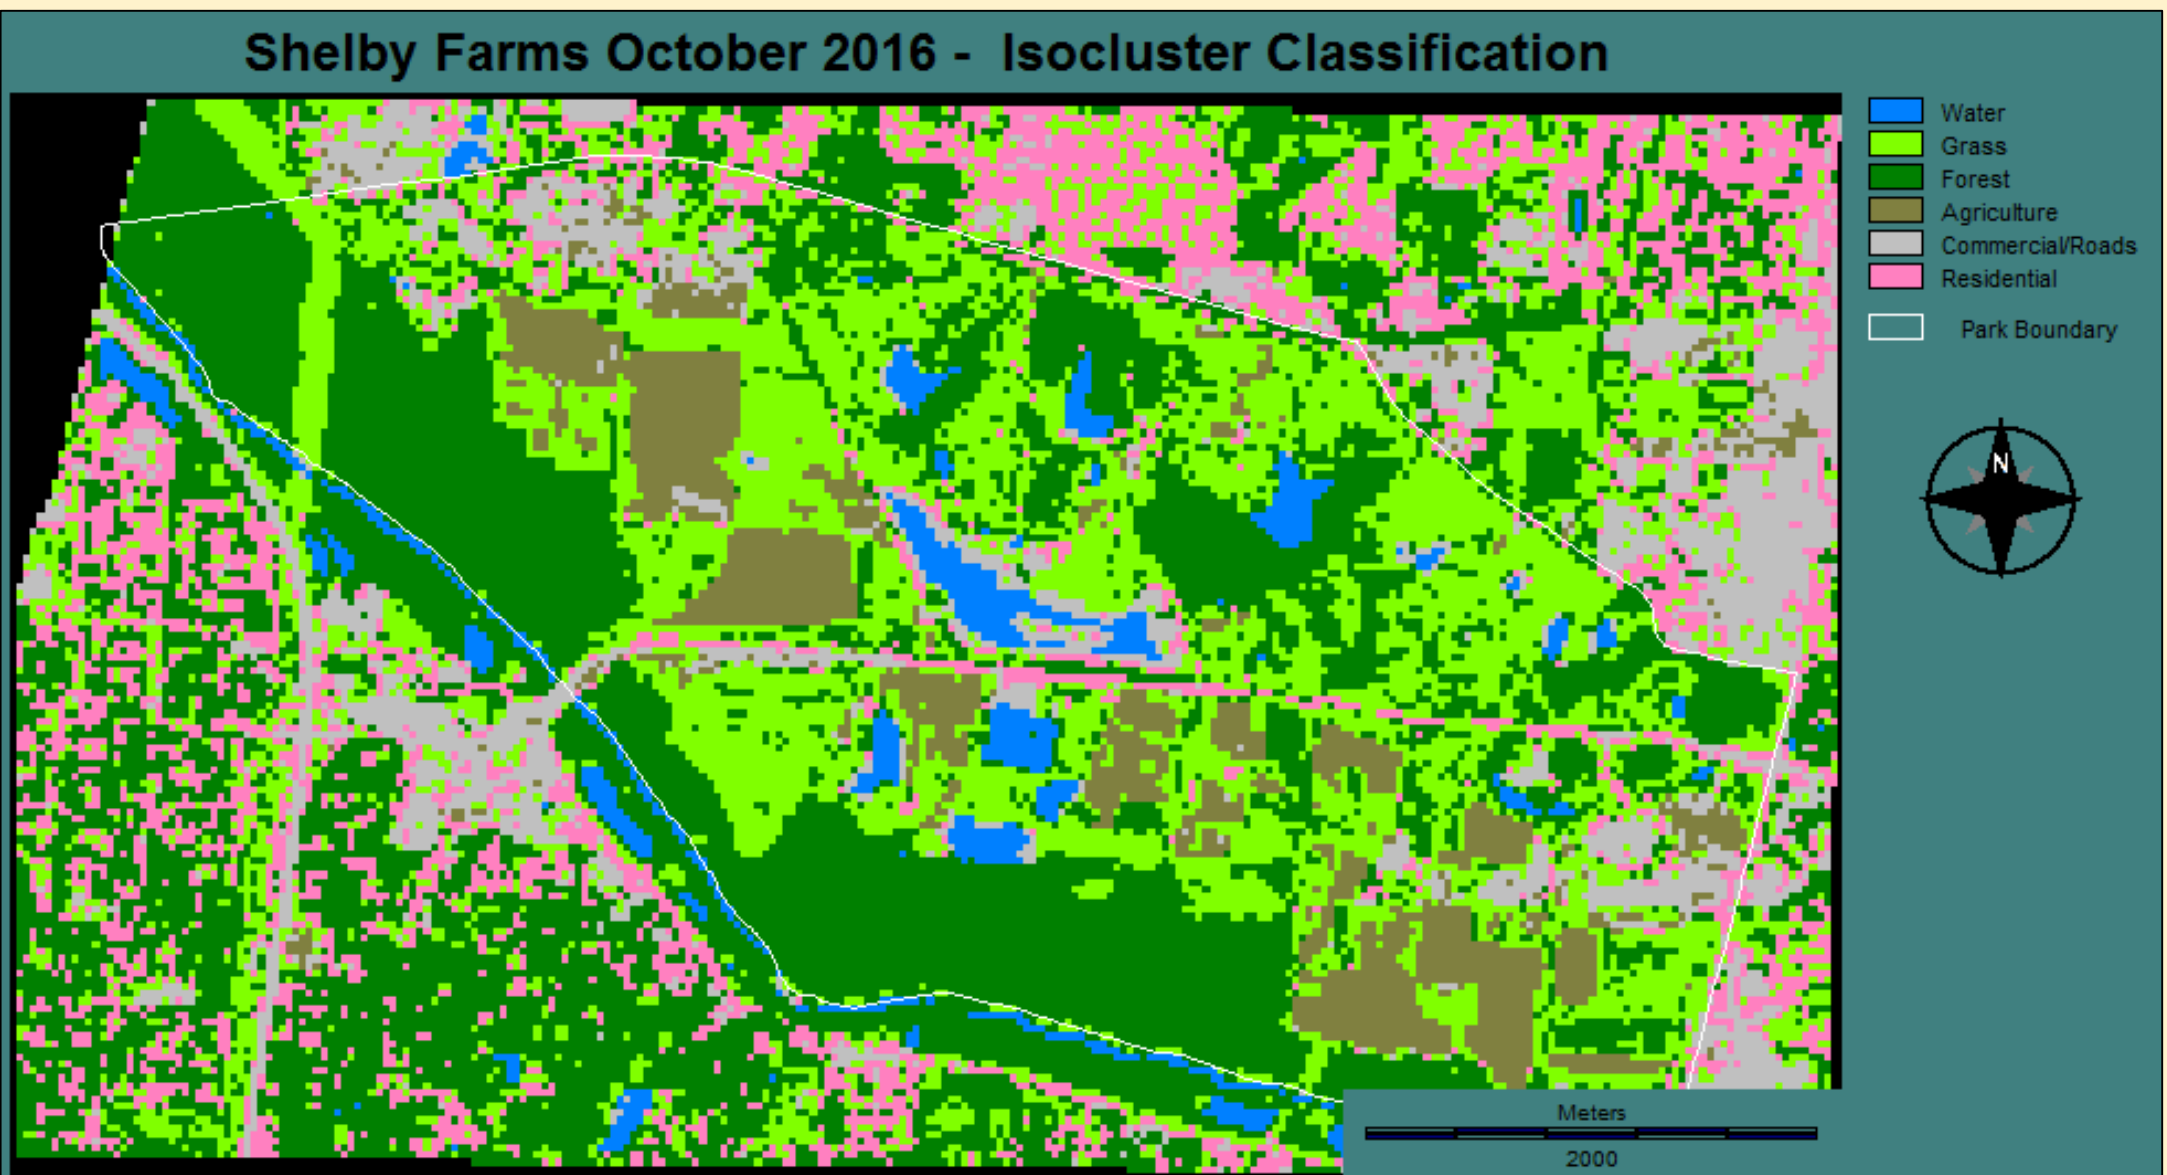 Shelby Farms October 2016 - Isocluster Classification
Water
Grass
Forest
Agriculture
Commercial/Roads
Residential
Park Boundary
N
Meters
2000